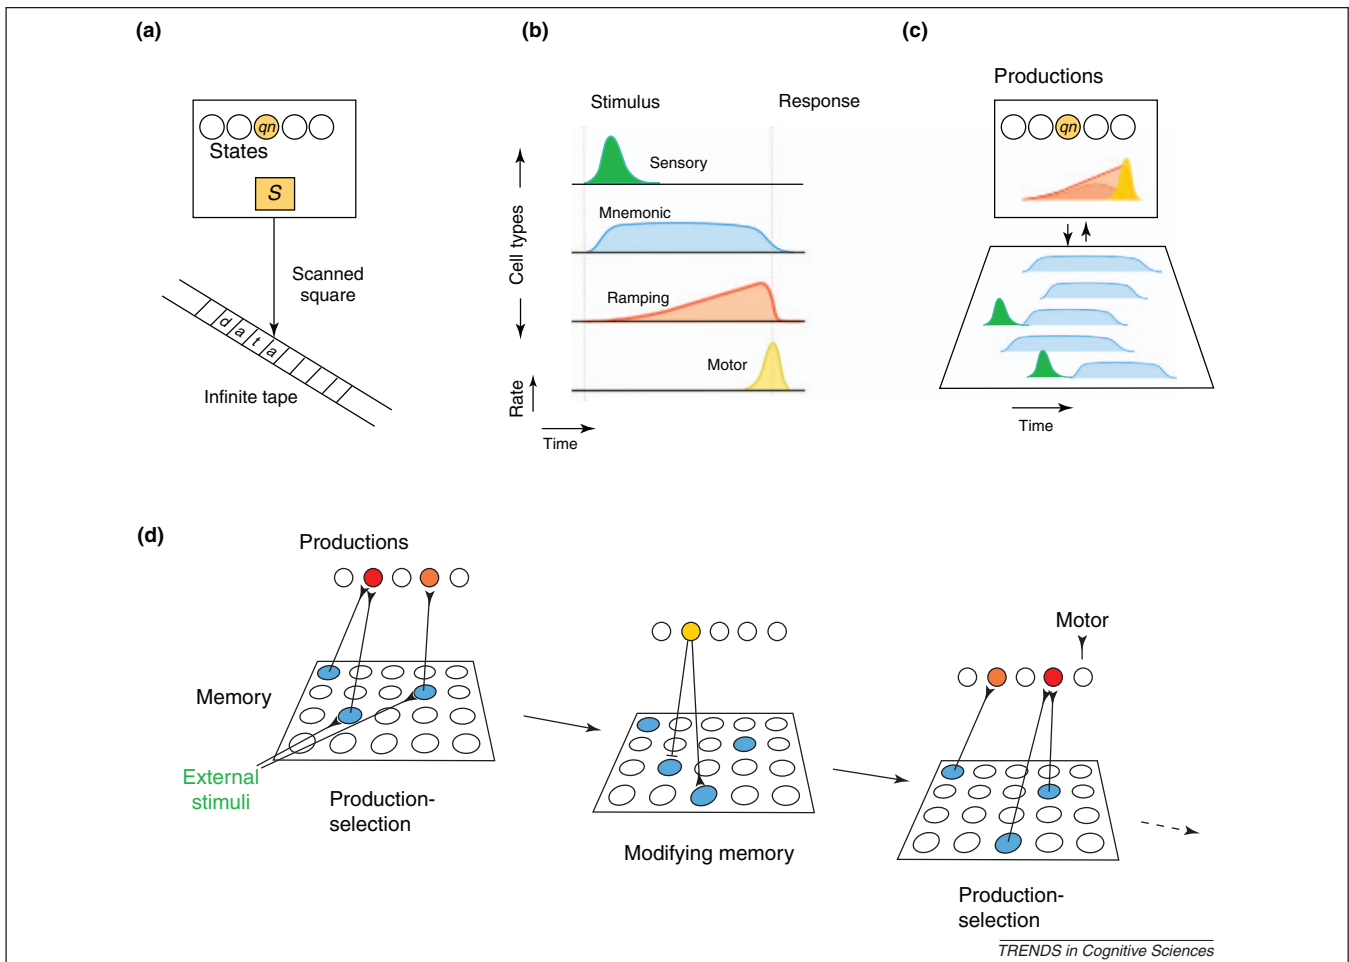 (a)
qn
States
S
Scanned
square
d a t a
Infinite tape
(b)
Stimulus
Response
Cell types
Sensory
Mnemonic
Ramping
Motor
Rate
Time
(c)
Productions
qn
Time
(d)
Productions
Memory
External
stimuli
Production-
selection
Modifying memory
Motor
Production-
selection
TRENDS in Cognitive Sciences